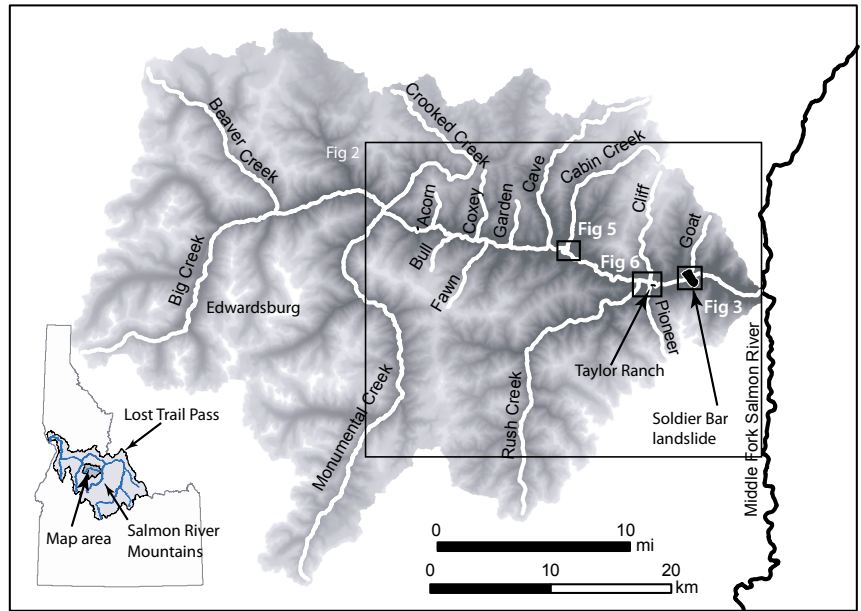 Beaver Creek
Crooked Creek
Fig 2
Cave
Cabin Creek
Acorn
Coxey
Garden
Cliff
Goat
Bull
Fawn
Fig 5
Fig 6
Fig 3
Big Creek
Edwardsburg
Pioneer
Taylor Ranch
Monumental Creek
Rush Creek
Soldier Bar
landslide
Middle Fork Salmon River
Lost Trail Pass
Map area
Salmon River
Mountains
0 10
mi
0 10 20
km